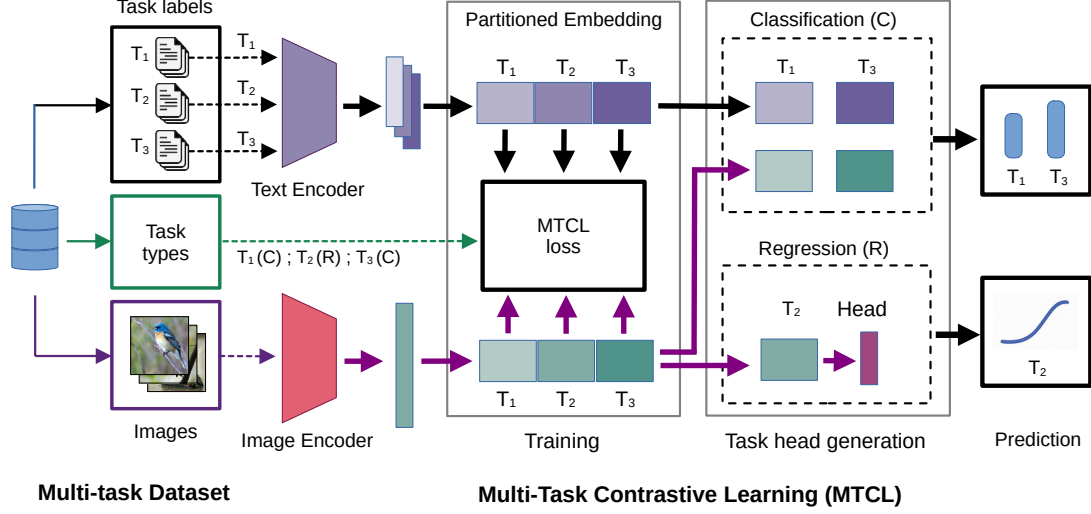 Task labels
T1
T2
T3
T1
T2
T3
Text Encoder
Task
types
T1(C) ; T2(R) ; T3(C)
Images
Image Encoder
Multi-task Dataset
Partitioned Embedding
T1 T2 T3
MTCL
loss
T1 T2 T3
Training
Classification (C)
T1 T3
Regression (R)
T2 Head
Task head generation
T1 T3
T2
Prediction
Multi-Task Contrastive Learning (MTCL)